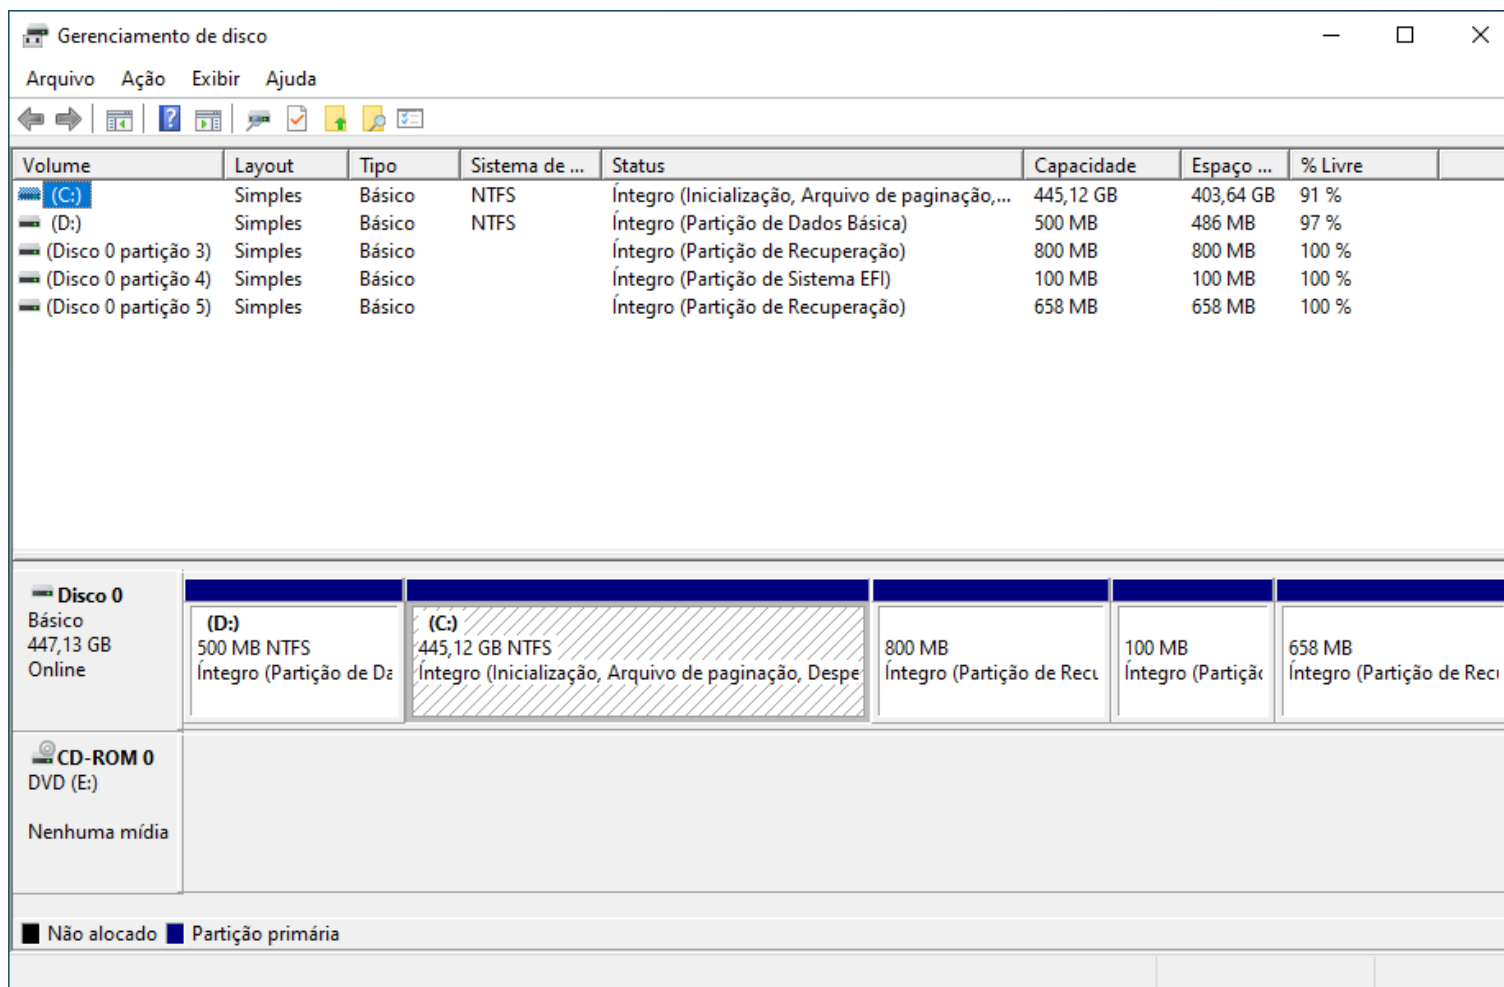 Gerenciamento de disco
Arquivo Ação Exibir Ajuda
Volume Layout Tipo Sistema de ... Status Capacidade Espaço ... % Livre
(C:) Simples Básico NTFS Íntegro (Inicialização, Arquivo de paginação,... 445,12 GB 403,64 GB 91 %
(D:) Simples Básico NTFS Íntegro (Partição de Dados Básica) 500 MB 486 MB 97 %
(Disco 0 partição 3) Simples Básico Íntegro (Partição de Recuperação) 800 MB 800 MB 100 %
(Disco 0 partição 4) Simples Básico Íntegro (Partição de Sistema EFI) 100 MB 100 MB 100 %
(Disco 0 partição 5) Simples Básico Íntegro (Partição de Recuperação) 658 MB 658 MB 100 %
Disco 0
Básico
447,13 GB
Online
(D:)
500 MB NTFS
Íntegro (Partição de Da
(C:)
445,12 GB NTFS
Íntegro (Inicialização, Arquivo de paginação, Despe
800 MB
Íntegro (Partição de Recu
100 MB
Íntegro (Partiçã
658 MB
Íntegro (Partição de Recu
CD-ROM 0
DVD (E:)
Nenhuma mídia
Não alocado Partição primária